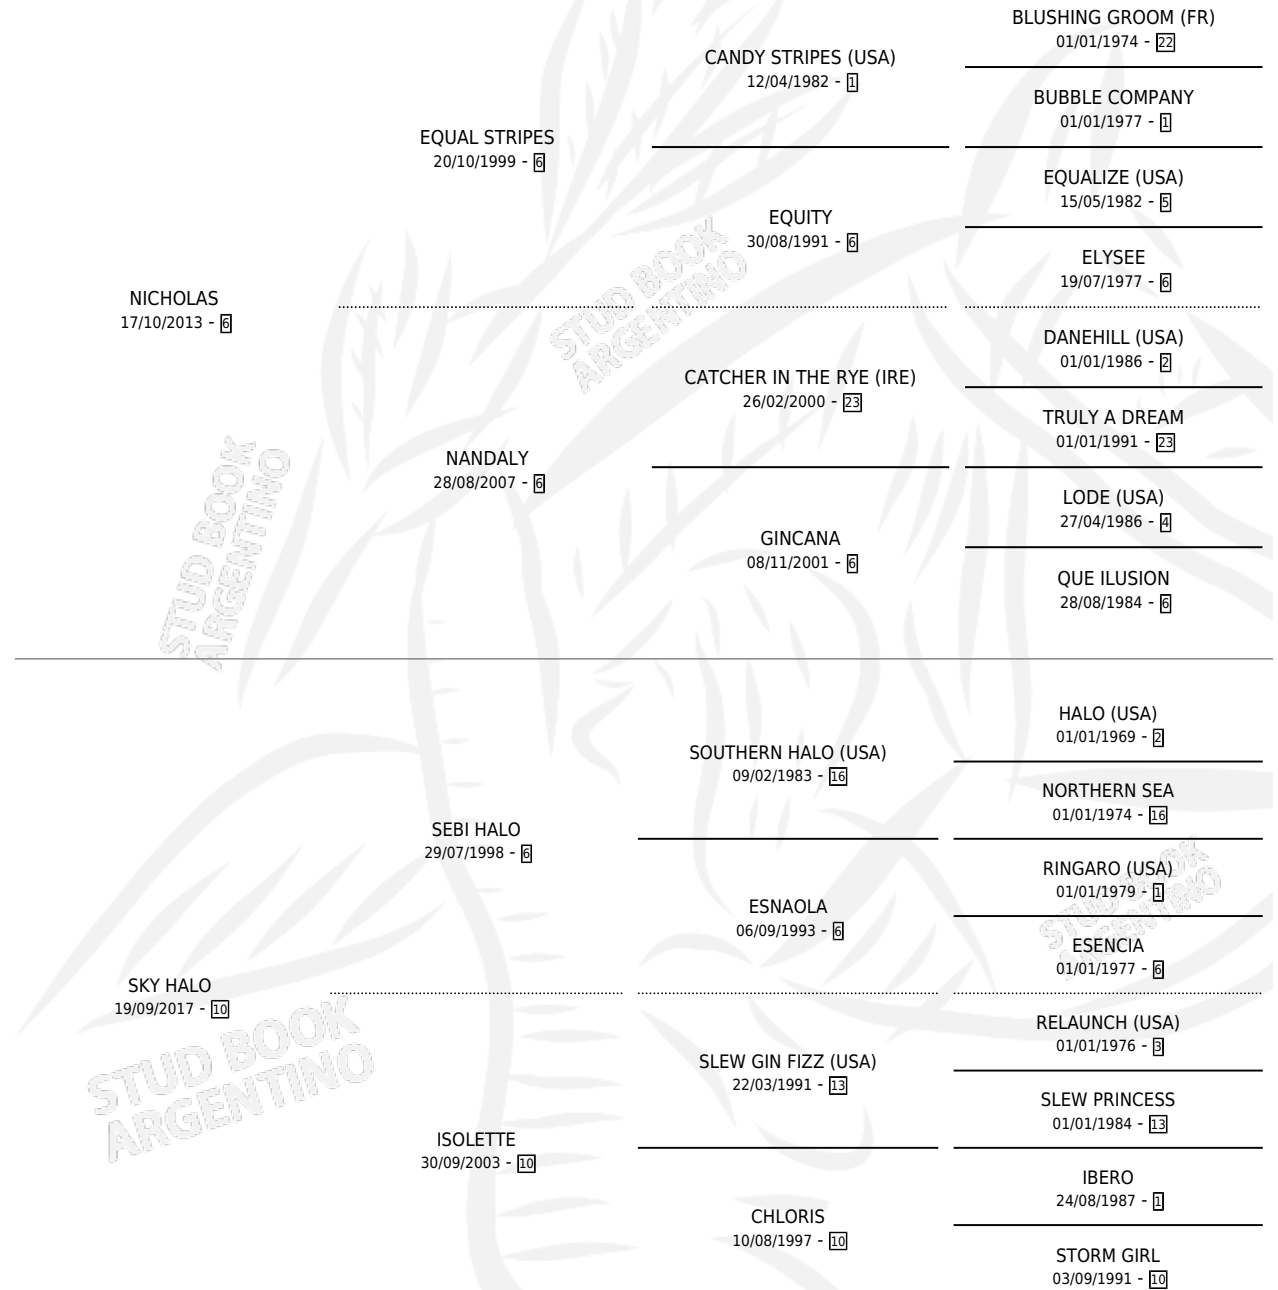 BLUSHING GROOM (FR)
01/01/1974 - 22
CANDY STRIPES (USA)
12/04/1982 - 1
BUBBLE COMPANY
01/01/1977 - 1
EQUAL STRIPES
20/10/1999 - 6
EQUALIZE (USA)
15/05/1982 - 5
EQUITY
30/08/1991 - 6
ELYSEE
19/07/1977 - 6
NICHOLAS
17/10/2013 - 6
DANEHILL (USA)
01/01/1986 - 2
CATCHER IN THE RYE (IRE)
26/02/2000 - 23
TRULY A DREAM
01/01/1991 - 23
NANDALY
28/08/2007 - 6
LODE (USA)
27/04/1986 - 4
GINCANA
08/11/2001 - 6
QUE ILUSION
28/08/1984 - 6
HALO (USA)
01/01/1969 - 2
SOUTHERN HALO (USA)
09/02/1983 - 16
NORTHERN SEA
01/01/1974 - 16
SEBI HALO
29/07/1998 - 6
RINGARO (USA)
01/01/1979 - 1
ESNAOLA
06/09/1993 - 6
ESENCIA
01/01/1977 - 6
SKY HALO
19/09/2017 - 10
RELAUNCH (USA)
01/01/1976 - 3
SLEW GIN FIZZ (USA)
22/03/1991 - 13
SLEW PRINCESS
01/01/1984 - 13
ISOLETTE
30/09/2003 - 10
IBERO
24/08/1987 - 1
CHLORIS
10/08/1997 - 10
STORM GIRL
03/09/1991 - 10
STUD BOOK
ARGENTINO
STUD BOOK
ARGENTINO
STUD BOOK
ARGENTINO
STUD BOOK
ARGENTINO